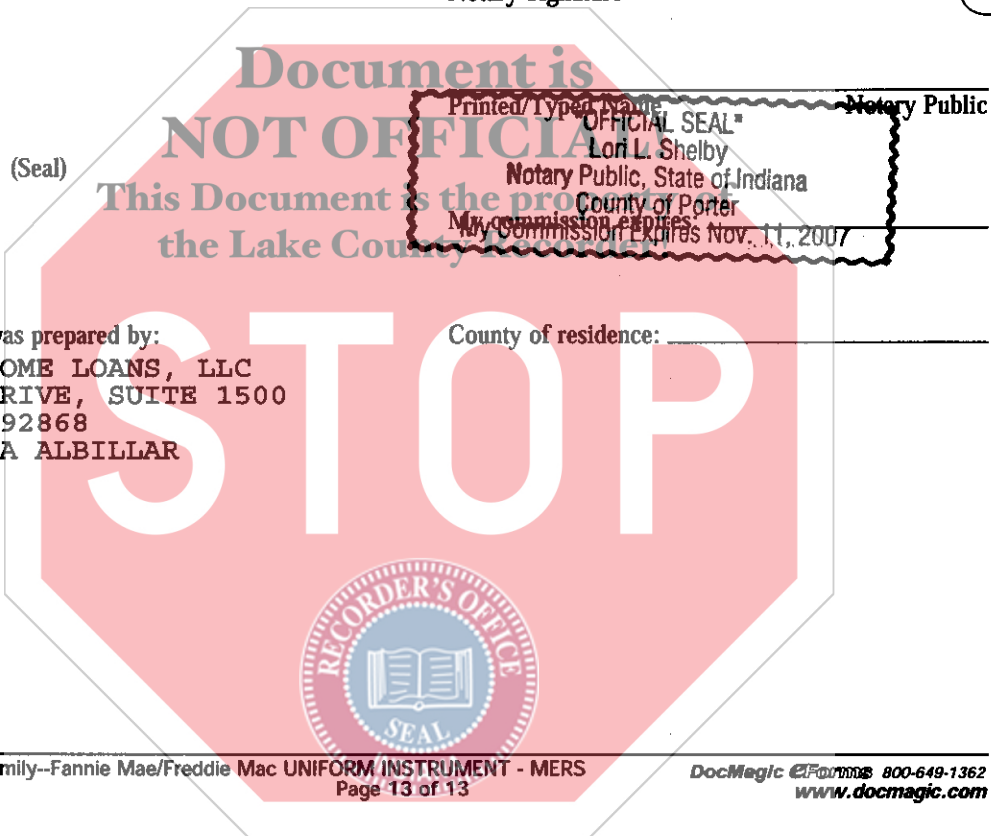 Document is
NOT OFFICIAL!
This Document is the property of
the Lake County Recorder!
Printed/Typed Name
Notary Public
OFFICIAL SEAL"
Lori L. Shelby
Notary Public, State of Indiana
County of Porter
My commission expires:
My Commission Expires Nov. 11, 2007
(Seal)
was prepared by:
County of residence:
OME LOANS, LLC
RIVE, SUITE 1500
92868
A ALBILLAR
STOP
RECORDER'S OFFICE
SEAL
mily--Fannie Mae/Freddie Mac UNIFORM INSTRUMENT - MERS
Page 13 of 13
DocMagic eForms 800-649-1362
www.docmagic.com